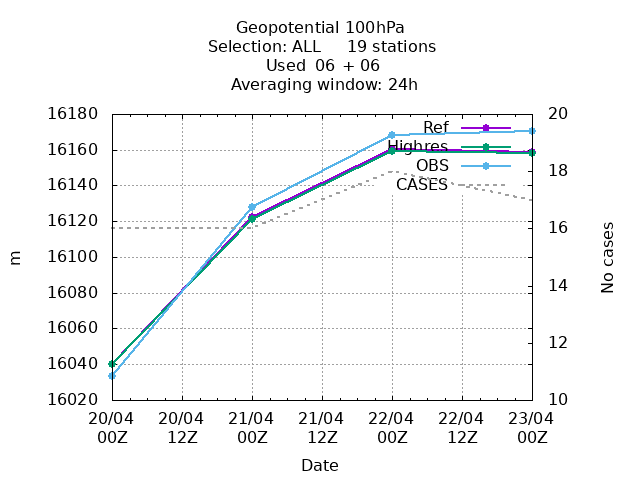 Geopotential 100hPa
Selection: ALL 19 stations
Used 06 + 06
Averaging window: 24h
16180
16160
16140
16120
16100
16080
16060
16040
16020
m
20
18
16
14
12
10
No cases
Ref
Highres
OBS
CASES
20/04 20/04 21/04 21/04 22/04 22/04 23/04
00Z 12Z 00Z 12Z 00Z 12Z 00Z
Date